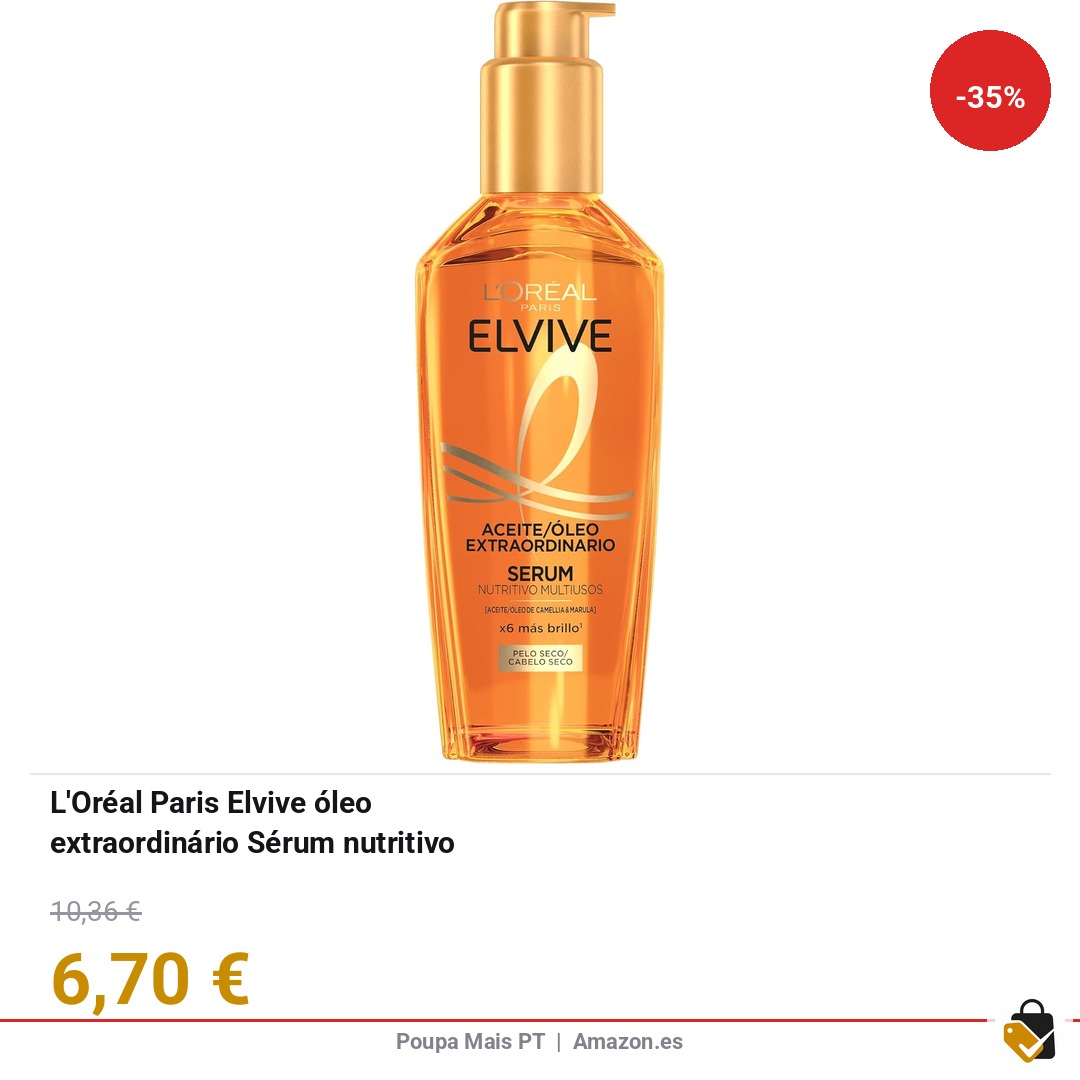 -35%
L'ORÉAL
PARIS
ELVIVE
ACEITE/ÓLEO
EXTRAORDINARIO
SERUM
NUTRITIVO MULTIUSOS
[ACEITE/ÓLEO DE CAMELLIA & MARULA]
x6 más brillo¹
PELO SECO/
CABELO SECO
L'Oréal Paris Elvive óleo
extraordinário Sérum nutritivo
10,36 €
6,70 €
Poupa Mais PT | Amazon.es